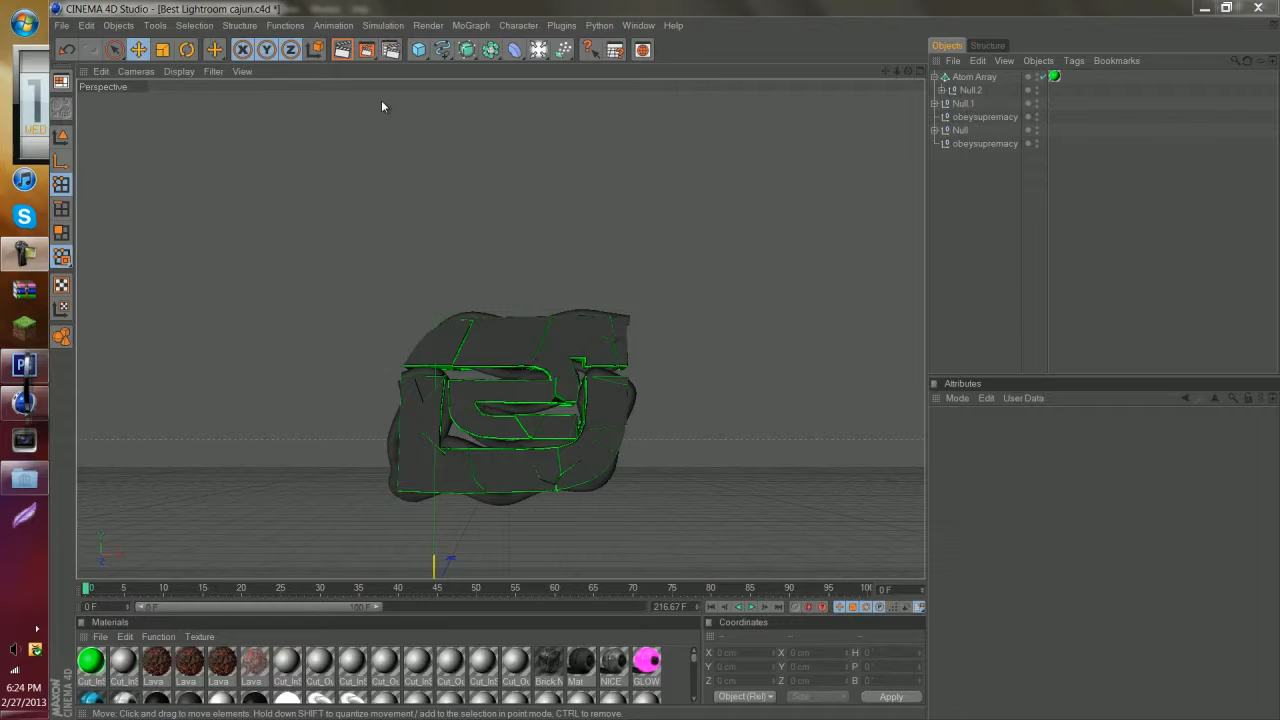 CINEMA 4D Studio - [Best Lightroom cajun.c4d *]
File Edit Objects Tools Selection Structure Functions Animation Simulation Render MoGraph Character Plugins Python Window Help
X Y Z
Objects Structure
Edit Cameras Display Filter View
File Edit View Objects Tags Bookmarks
Perspective
Atom Array
Null.2
Null.1
obeysupremacy
Null
obeysupremacy
1
WED
Attributes
Mode Edit User Data
0 5 10 15 20 25 30 35 40 45 50 55 60 65 70 75 80 85 90 95 0 F
0 F 0 F 100 F 216.67 F
Materials
Coordinates
File Edit Function Texture
X 0 cm X 0 cm H 0°
Y 0 cm Y 0 cm P 0°
Z 0 cm Z 0 cm B 0°
Lava Lava Lava Lava Brick N Mat NICE GLOW
Object (Rel) Size Apply
6:24 PM
2/27/2013
MAXON
CINEMA 4D
Move: Click and drag to move elements. Hold down SHIFT to quantize movement / add to the selection in point mode, CTRL to remove.